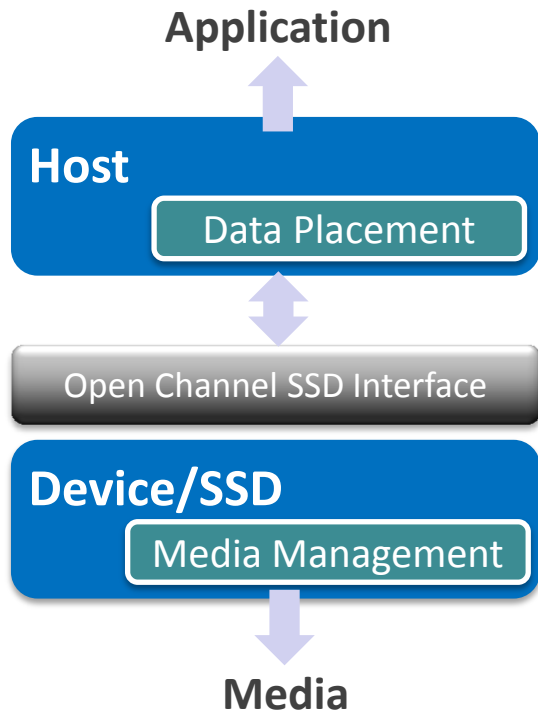 Application
Host
Data Placement
Open Channel SSD Interface
Device/SSD
Media Management
Media